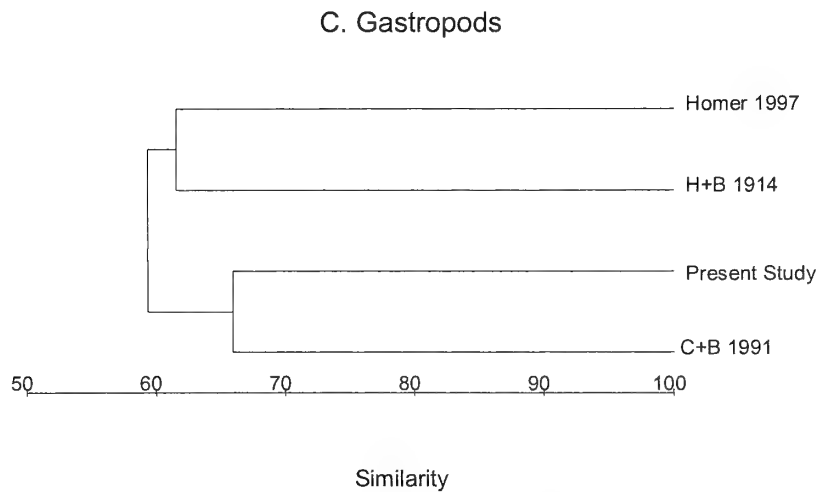 C. Gastropods
Homer 1997
H+B 1914
Present Study
C+B 1991
50 60 70 80 90 100
Similarity